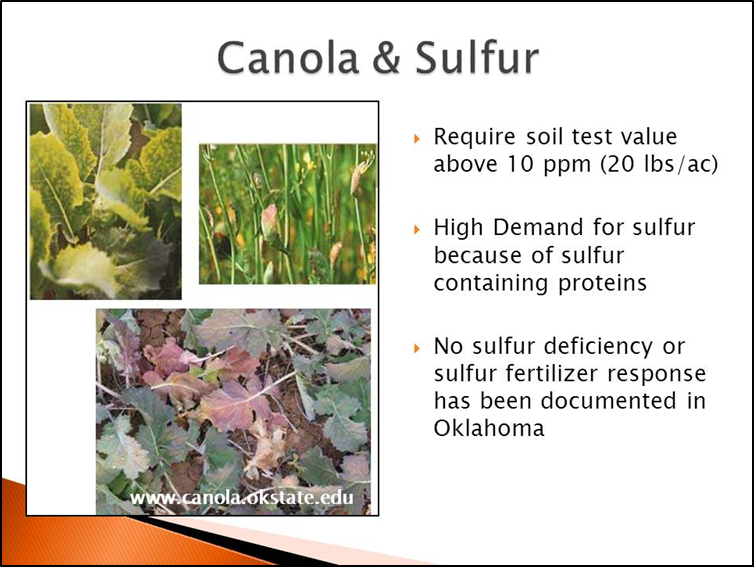 Canola & Sulfur
Require soil test value
above 10 ppm (20 lbs/ac)
High Demand for sulfur
because of sulfur
containing proteins
No sulfur deficiency or
sulfur fertilizer response
has been documented in
Oklahoma
www.canola.okstate.edu